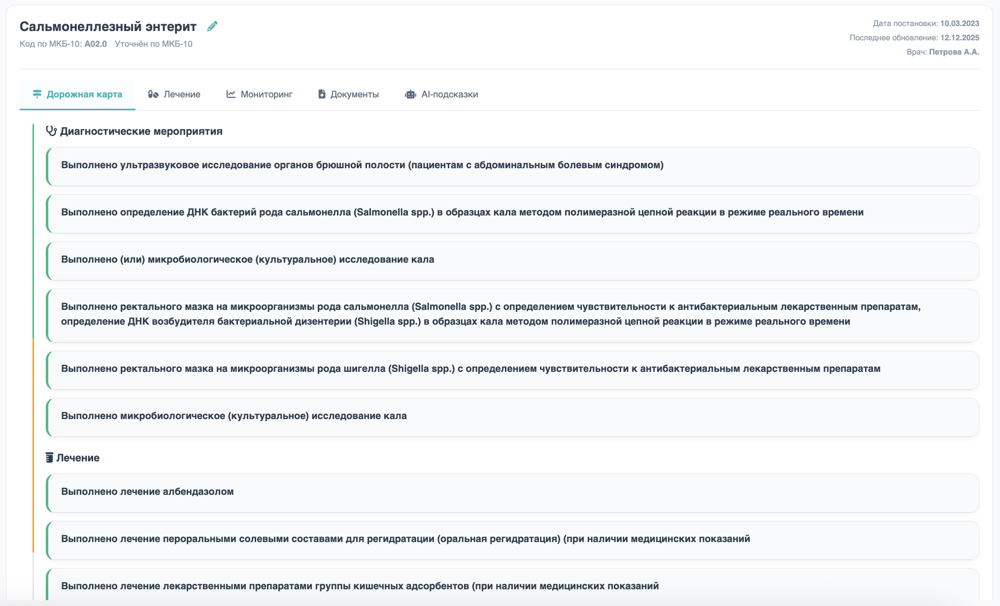 Сальмонеллезный энтерит
Код по МКБ-10: A02.0 Уточнён по МКБ-10
Дата постановки: 10.03.2023
Последнее обновление: 12.12.2025
Врач: Петрова А.А.
Дорожная карта
Лечение
Мониторинг
Документы
AI-подсказки
Диагностические мероприятия
Выполнено ультразвуковое исследование органов брюшной полости (пациентам с абдоминальным болевым синдромом)
Выполнено определение ДНК бактерий рода сальмонелла (Salmonella spp.) в образцах кала методом полимеразной цепной реакции в режиме реального времени
Выполнено (или) микробиологическое (культуральное) исследование кала
Выполнено ректального мазка на микроорганизмы рода сальмонелла (Salmonella spp.) с определением чувствительности к антибактериальным лекарственным препаратам,
определение ДНК возбудителя бактериальной дизентерии (Shigella spp.) в образцах кала методом полимеразной цепной реакции в режиме реального времени
Выполнено ректального мазка на микроорганизмы рода шигелла (Shigella spp.) с определением чувствительности к антибактериальным лекарственным препаратам
Выполнено микробиологическое (культуральное) исследование кала
Лечение
Выполнено лечение албендазолом
Выполнено лечение пероральными солевыми составами для регидратации (оральная регидратация) (при наличии медицинских показаний
Выполнено лечение лекарственными препаратами группы кишечных адсорбентов (при наличии медицинских показаний